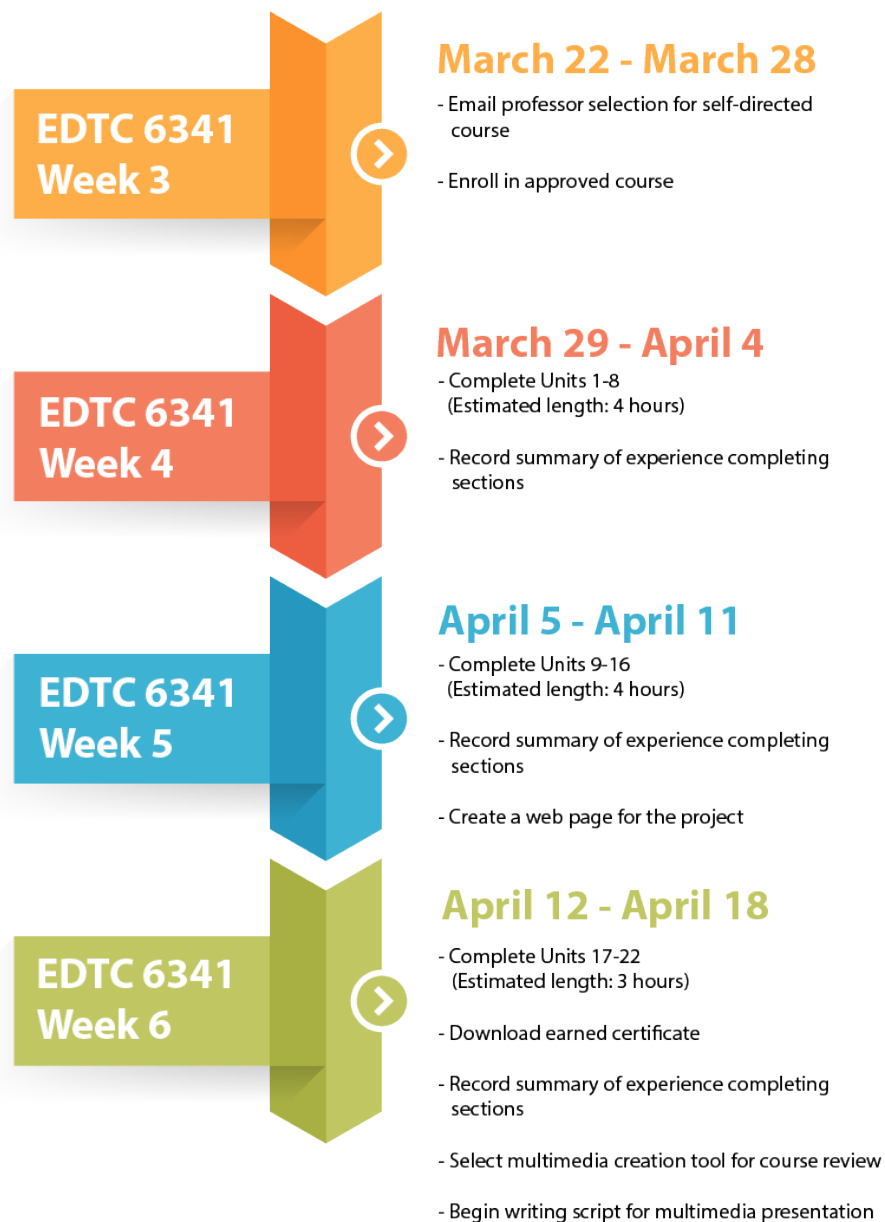 EDTC 6341
Week 3
March 22 - March 28
- Email professor selection for self-directed
course
- Enroll in approved course
EDTC 6341
Week 4
March 29 - April 4
- Complete Units 1-8
(Estimated length: 4 hours)
- Record summary of experience completing
sections
EDTC 6341
Week 5
April 5 - April 11
- Complete Units 9-16
(Estimated length: 4 hours)
- Record summary of experience completing
sections
- Create a web page for the project
EDTC 6341
Week 6
April 12 - April 18
- Complete Units 17-22
(Estimated length: 3 hours)
- Download earned certificate
- Record summary of experience completing
sections
- Select multimedia creation tool for course review
- Begin writing script for multimedia presentation